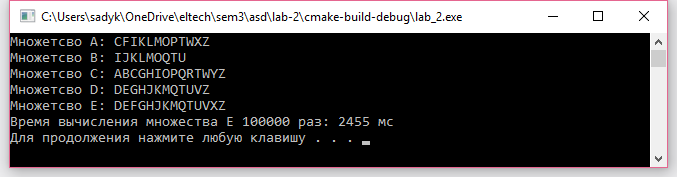 C:\Users\sadyk\OneDrive\eltech\sem3\asd\lab-2\cmake-build-debug\lab_2.exe
Множетсво A: CFIKLMOPTWXZ
Множетсво B: IJKLMOQTU
Множетсво C: ABCGHIOPQRTWYZ
Множетсво D: DEGHJKMQTUVZ
Множетсво E: DEFGHJKMQTUVXZ
Время вычисления множества E 100000 раз: 2455 мс
Для продолжения нажмите любую клавишу . . .